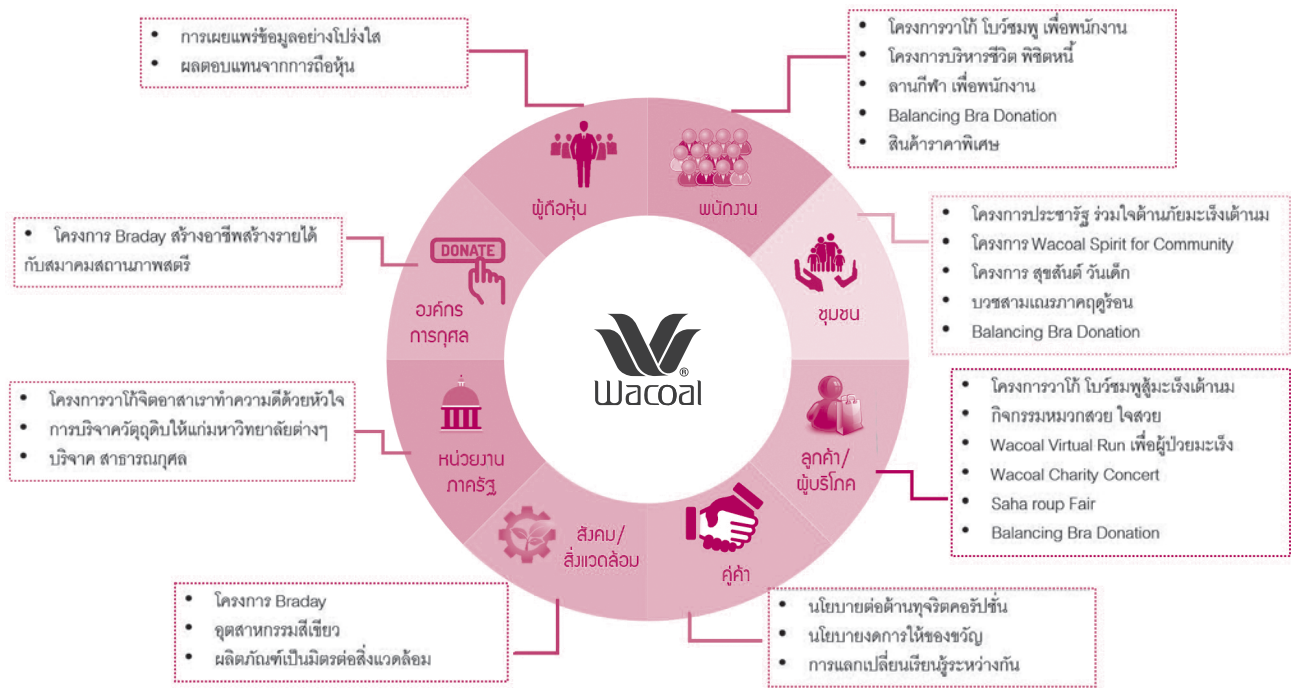 • การเผยแพร่ข้อมูลอย่างโปร่งใส
• ผลตอบแทนจากการถือหุ้น
ผู้ถือหุ้น
• โครงการวาโก้ โบว์ชมพู เพื่อพนักงาน
• โครงการบริหารชีวิต พิชิตหนี้
• ลานกีฬา เพื่อพนักงาน
• Balancing Bra Donation
• สินค้าราคาพิเศษ
พนักงาน
• โครงการประชารัฐ ร่วมใจต้านภัยมะเร็งเต้านม
• โครงการ Wacoal Spirit for Community
• โครงการ สุขสันต์ วันเด็ก
• บวชสามเณรภาคฤดูร้อน
• Balancing Bra Donation
ชุมชน
• โครงการ Braday สร้างอาชีพสร้างรายได้
กับสมาคมสถานภาพสตรี
DONATE
องค์กร
การกุศล
Wacoal
®
• โครงการวาโก้จิตอาสาเราทำความดีด้วยหัวใจ
• การบริจาควัตุถุดิบให้แก่มหาวิทยาลัยต่างๆ
• บริจาค สาธารณกุศล
หน่วยงาน
ภาครัฐ
• โครงการวาโก้ โบว์ชมพูสู้มะเร็งเต้านม
• กิจกรรมหมวกสวย ใจสวย
• Wacoal Virtual Run เพื่อผู้ป่วยมะเร็ง
• Wacoal Charity Concert
• Saha roup Fair
• Balancing Bra Donation
ลูกค้า/
ผู้บริโภค
สังคม/
สิ่งแวดล้อม
• โครงการ Braday
• อุตสาหกรรมสีเขียว
• ผลิตภัณฑ์เป็นมิตรต่อสิ่งแวดล้อม
คู่ค้า
• นโยบายต่อต้านทุจริตคอรัปชั่น
• นโยบายงดการให้ของขวัญ
• การแลกเปลี่ยนเรียนรู้ระหว่างกัน